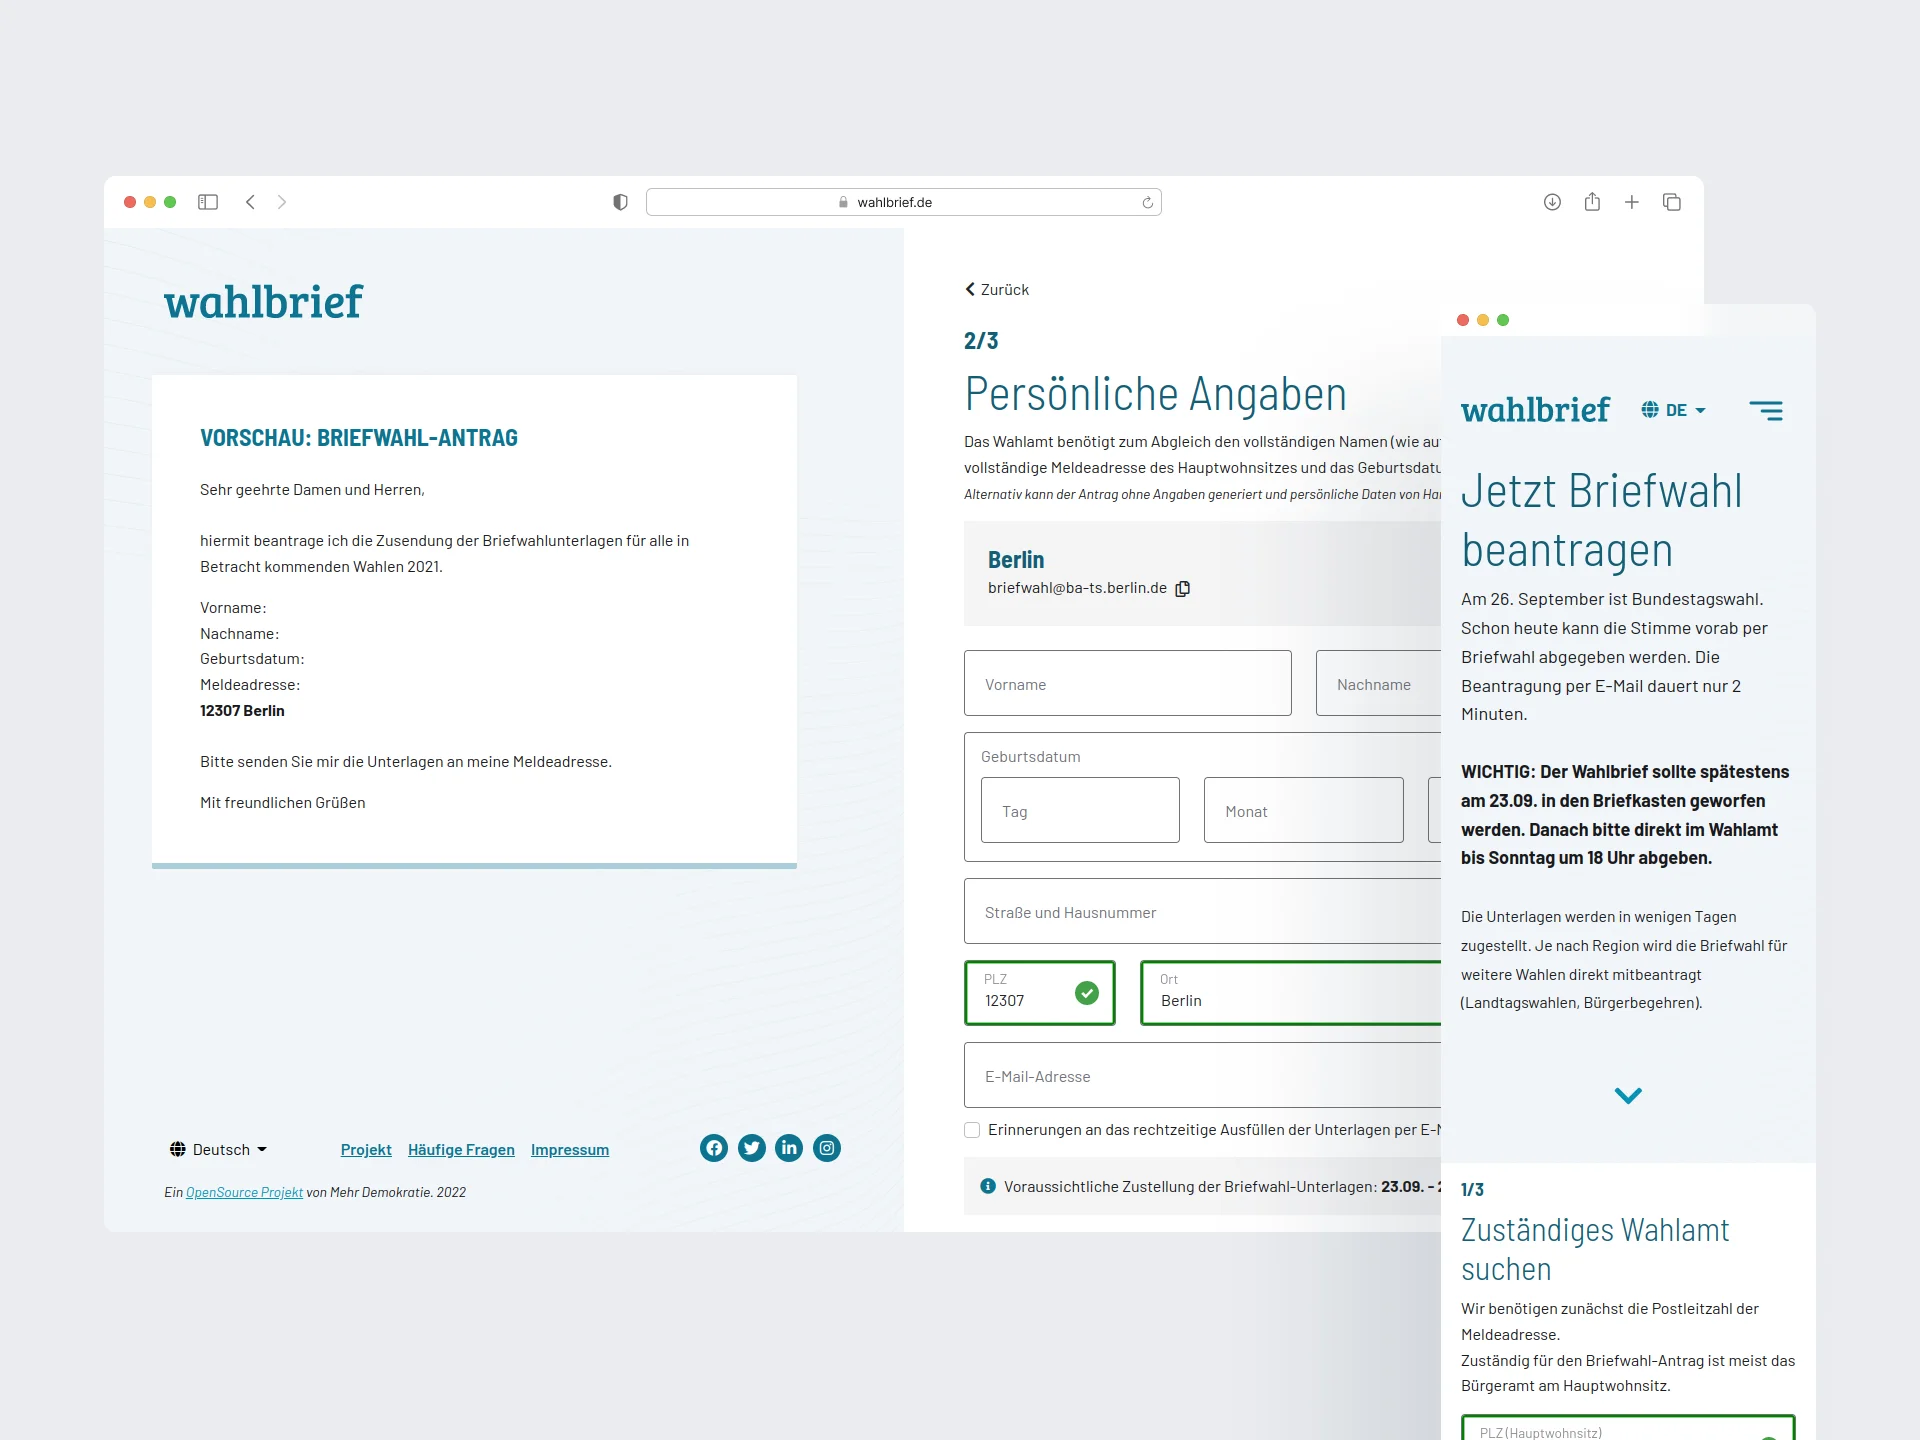 wahlbrief.de
wahlbrief
VORSCHAU: BRIEFWAHL-ANTRAG
Sehr geehrte Damen und Herren,
hiermit beantrage ich die Zusendung der Briefwahlunterlagen für alle in
Betracht kommenden Wahlen 2021.
Vorname:
Nachname:
Geburtsdatum:
Meldeadresse:
12307 Berlin
Bitte senden Sie mir die Unterlagen an meine Meldeadresse.
Mit freundlichen Grüßen
Deutsch
Projekt Häufige Fragen Impressum
Ein OpenSource Projekt von Mehr Demokratie. 2022
Zurück
2/3
Persönliche Angaben
Das Wahlamt benötigt zum Abgleich den vollständigen Namen (wie
vollständige Meldeadresse des Hauptwohnsitzes und das
Alternativ kann der Antrag ohne Angaben generiert und persönliche Daten von
Berlin
briefwahl@ba-ts.berlin.de
Vorname
Nachname
Geburtsdatum
Tag
Monat
Straße und Hausnummer
PLZ
12307
Ort
Berlin
E-Mail-Adresse
Erinnerungen an das rechtzeitige Ausfüllen der Unterlagen per
Voraussichtliche Zustellung der Briefwahl-Unterlagen: 23.09. -
wahlbrief
DE
Jetzt Briefwahl
beantragen
Am 26. September ist Bundestagswahl.
Schon heute kann die Stimme vorab per
Briefwahl abgegeben werden. Die
Beantragung per E-Mail dauert nur 2
Minuten.
WICHTIG: Der Wahlbrief sollte spätestens
am 23.09. in den Briefkasten geworfen
werden. Danach bitte direkt im Wahlamt
bis Sonntag um 18 Uhr abgeben.
Die Unterlagen werden in wenigen Tagen
zugestellt. Je nach Region wird die Briefwahl für
weitere Wahlen direkt mitbeantragt
(Landtagswahlen, Bürgerbegehren).
1/3
Zuständiges Wahlamt
suchen
Wir benötigen zunächst die Postleitzahl der
Meldeadresse.
Zuständig für den Briefwahl-Antrag ist meist das
Bürgeramt am Hauptwohnsitz.
PLZ (Hauptwohnsitz)